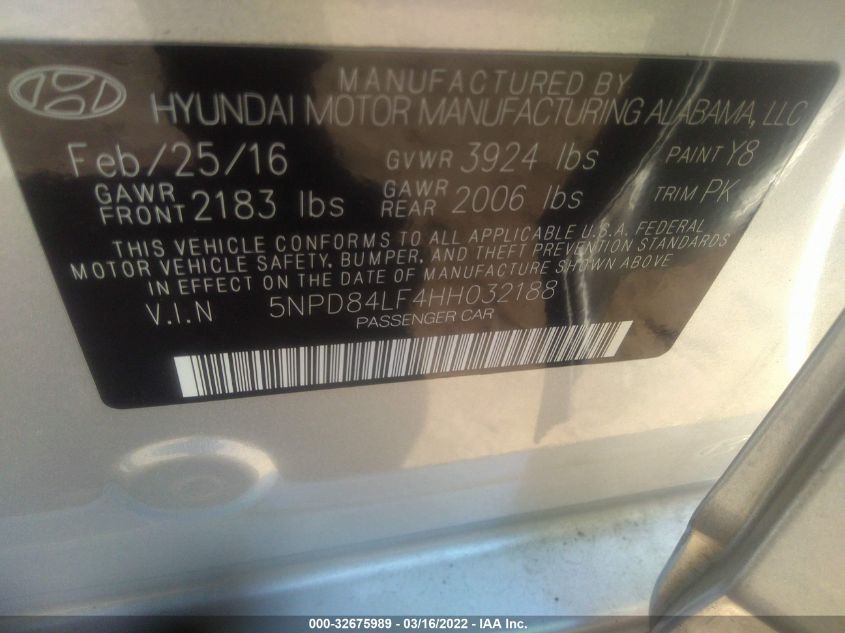 MANUFACTURED BY
HYUNDAI MOTOR MANUFACTURING ALABAMA, LLC
Feb/25/16 GVWR 3924 lbs PAINT Y8
GAWR FRONT 2183 lbs GAWR REAR 2006 lbs TRIM PK
THIS VEHICLE CONFORMS TO ALL APPLICABLE U.S.A. FEDERAL
MOTOR VEHICLE SAFETY, BUMPER, AND THEFT PREVENTION STANDARDS
IN EFFECT ON THE DATE OF MANUFACTURE SHOWN ABOVE
V.I.N 5NPD84LF4HH032188
PASSENGER CAR
000-32675989 - 03/16/2022 - IAA Inc.